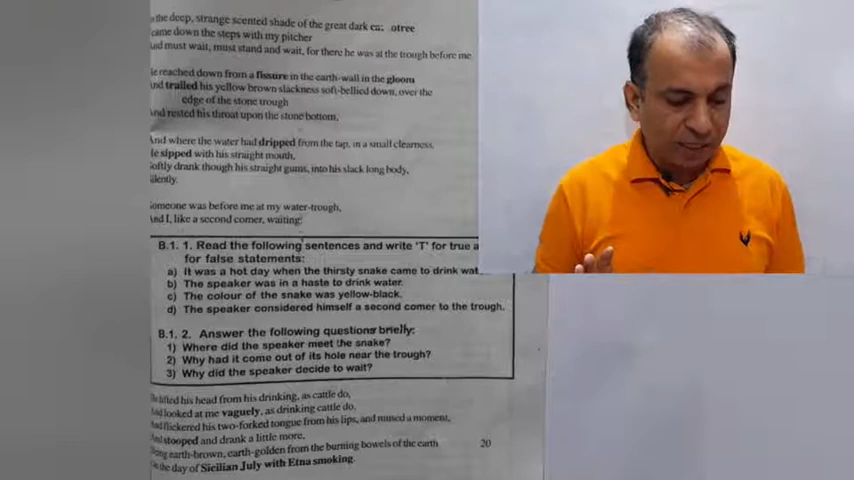 the deep, strange scented shade of the great dark otree
came down the steps with my pitcher
And must wait, must stand and wait, for there he was at the trough before me
He reached down from a fissure in the earth-wall in the gloom
And trailed his yellow brown slackness soft-bellied down, over the
edge of the stone trough
And rested his throat upon the stone bottom,
And where the water had dripped from the tap, in a small clearness,
He sipped with his straight mouth,
Softly drank though his straight gums, into his slack long body,
Silently.
Someone was before me at my water-trough,
And I, like a second comer, waiting:
B.1. 1. Read the following sentences and write 'T' for true a
for false statements:
a) It was a hot day when the thirsty snake came to drink wat
b) The speaker was in a haste to drink water.
c) The colour of the snake was yellow-black.
d) The speaker considered himself a second comer to the trough.
B.1. 2. Answer the following questions briefly:
1) Where did the speaker meet the snake?
2) Why had it come out of its hole near the trough?
3) Why did the speaker decide to wait?
He lifted his head from his drinking, as cattle do,
And looked at me vaguely, as drinking cattle do,
And flickered his two-forked tongue from his lips, and mused a moment,
And stooped and drank a little more,
Being earth-brown, earth-golden from the burning bowels of the earth
On the day of Sicilian July with Etna smoking.
20